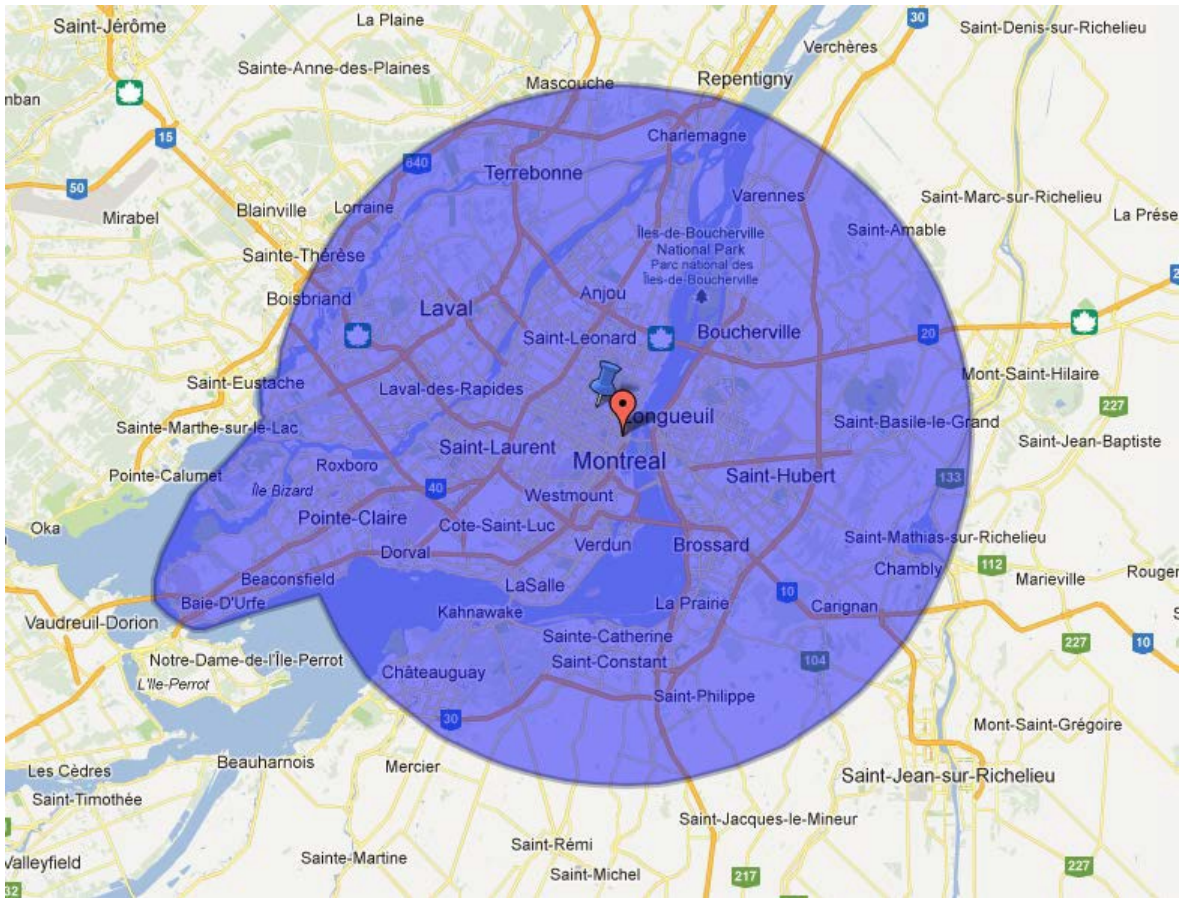 Saint-Jérôme
La Plaine
30
Saint-Denis-sur-Richelieu
Verchères
Sainte-Anne-des-Plaines
Mascouche
Repentigny
15
Charlemagne
640
50
Terrebonne
Varennes
Saint-Marc-sur-Richelieu
Mirabel
Blainville
Lorraine
La Prése
Saint-Amable
Îles-de-Boucherville
National Park
Parc national des
Îles-de-Boucherville
Sainte-Thérèse
Boisbriand
Laval
Anjou
Saint-Leonard
Boucherville
20
Saint-Eustache
Laval-des-Rapides
Mont-Saint-Hilaire
227
Longueuil
Sainte-Marthe-sur-le-Lac
Saint-Basile-le-Grand
Saint-Laurent
Saint-Jean-Baptiste
Roxboro
Montreal
Pointe-Calumet
Saint-Hubert
133
Île Bizard
40
Westmount
Pointe-Claire
Cote-Saint-Luc
Oka
Verdun
Brossard
Saint-Mathias-sur-Richelieu
Dorval
112
Chambly
Marieville
Rouger
Beaconsfield
LaSalle
10
Baie-D'Urfe
La Prairie
Carignan
Kahnawake
Vaudreuil-Dorion
Sainte-Catherine
227
10
Notre-Dame-de-l'Île-Perrot
Saint-Constant
104
L'Ile-Perrot
Châteauguay
Saint-Philippe
30
Mont-Saint-Grégoire
Les Cèdres
Beauharnois
Mercier
Saint-Jean-sur-Richelieu
Saint-Timothée
Saint-Jacques-le-Mineur
Saint-Rémi
Valleyfield
Sainte-Martine
Saint-Michel
217
227
32